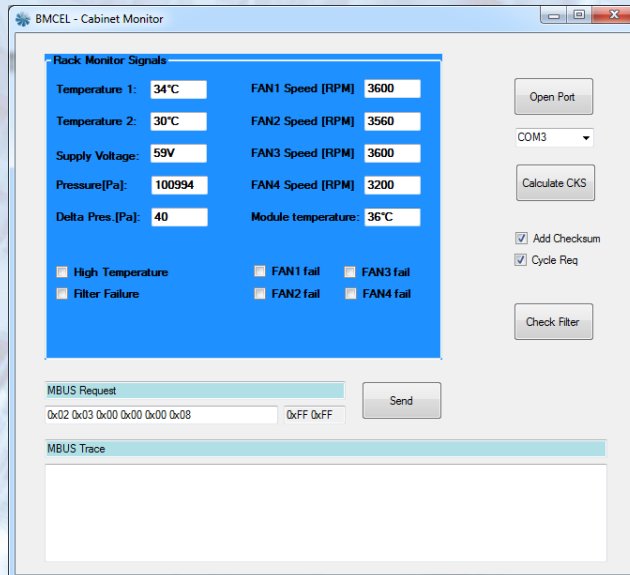 BMCEL - Cabinet Monitor
Rack Monitor Signals
Temperature 1: 34°C FAN1 Speed [RPM] 3600
Temperature 2: 30°C FAN2 Speed [RPM] 3560
Supply Voltage: 59V FAN3 Speed [RPM] 3600
Pressure[Pa]: 100994 FAN4 Speed [RPM] 3200
Delta Pres.[Pa]: 40 Module temperature: 36°C
High Temperature FAN1 fail FAN3 fail
Filter Failure FAN2 fail FAN4 fail
Open Port
COM3
Calculate CKS
Add Checksum
Cycle Req
Check Filter
MBUS Request
0x02 0x03 0x00 0x00 0x00 0x08 0xFF 0xFF
Send
MBUS Trace